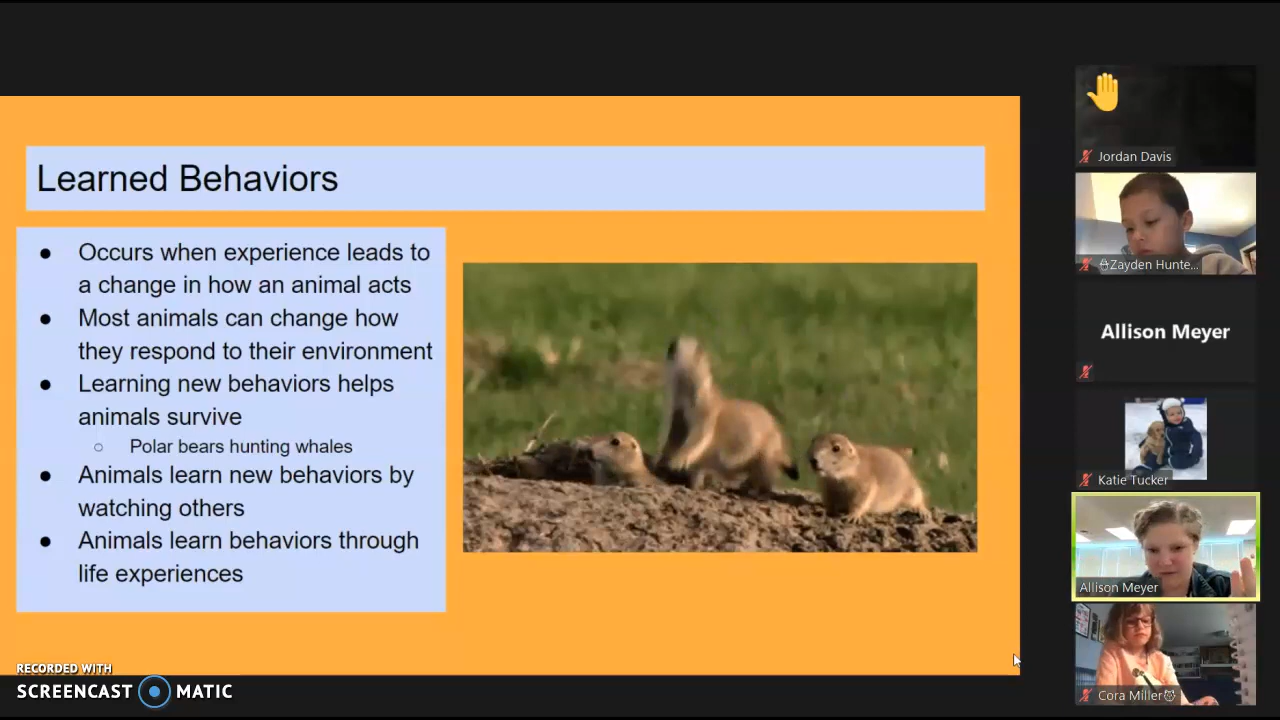 Learned Behaviors
● Occurs when experience leads to
a change in how an animal acts
● Most animals can change how
they respond to their environment
● Learning new behaviors helps
animals survive
○ Polar bears hunting whales
● Animals learn new behaviors by
watching others
● Animals learn behaviors through
life experiences
Jordan Davis
Zayden Hunte...
Allison Meyer
Katie Tucker
Allison Meyer
Cora Miller
RECORDED WITH
SCREENCAST MATIC